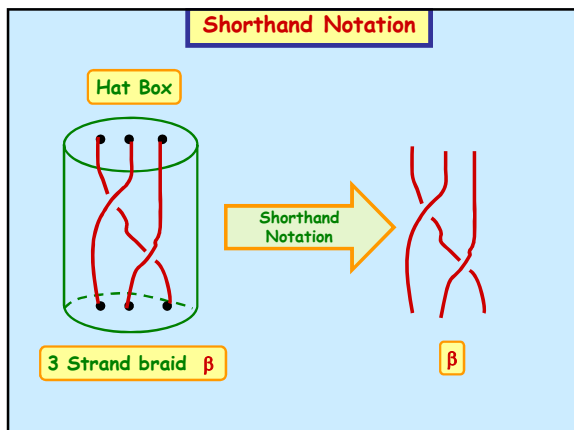 Shorthand Notation
Hat Box
Shorthand
Notation
3 Strand braid β
β